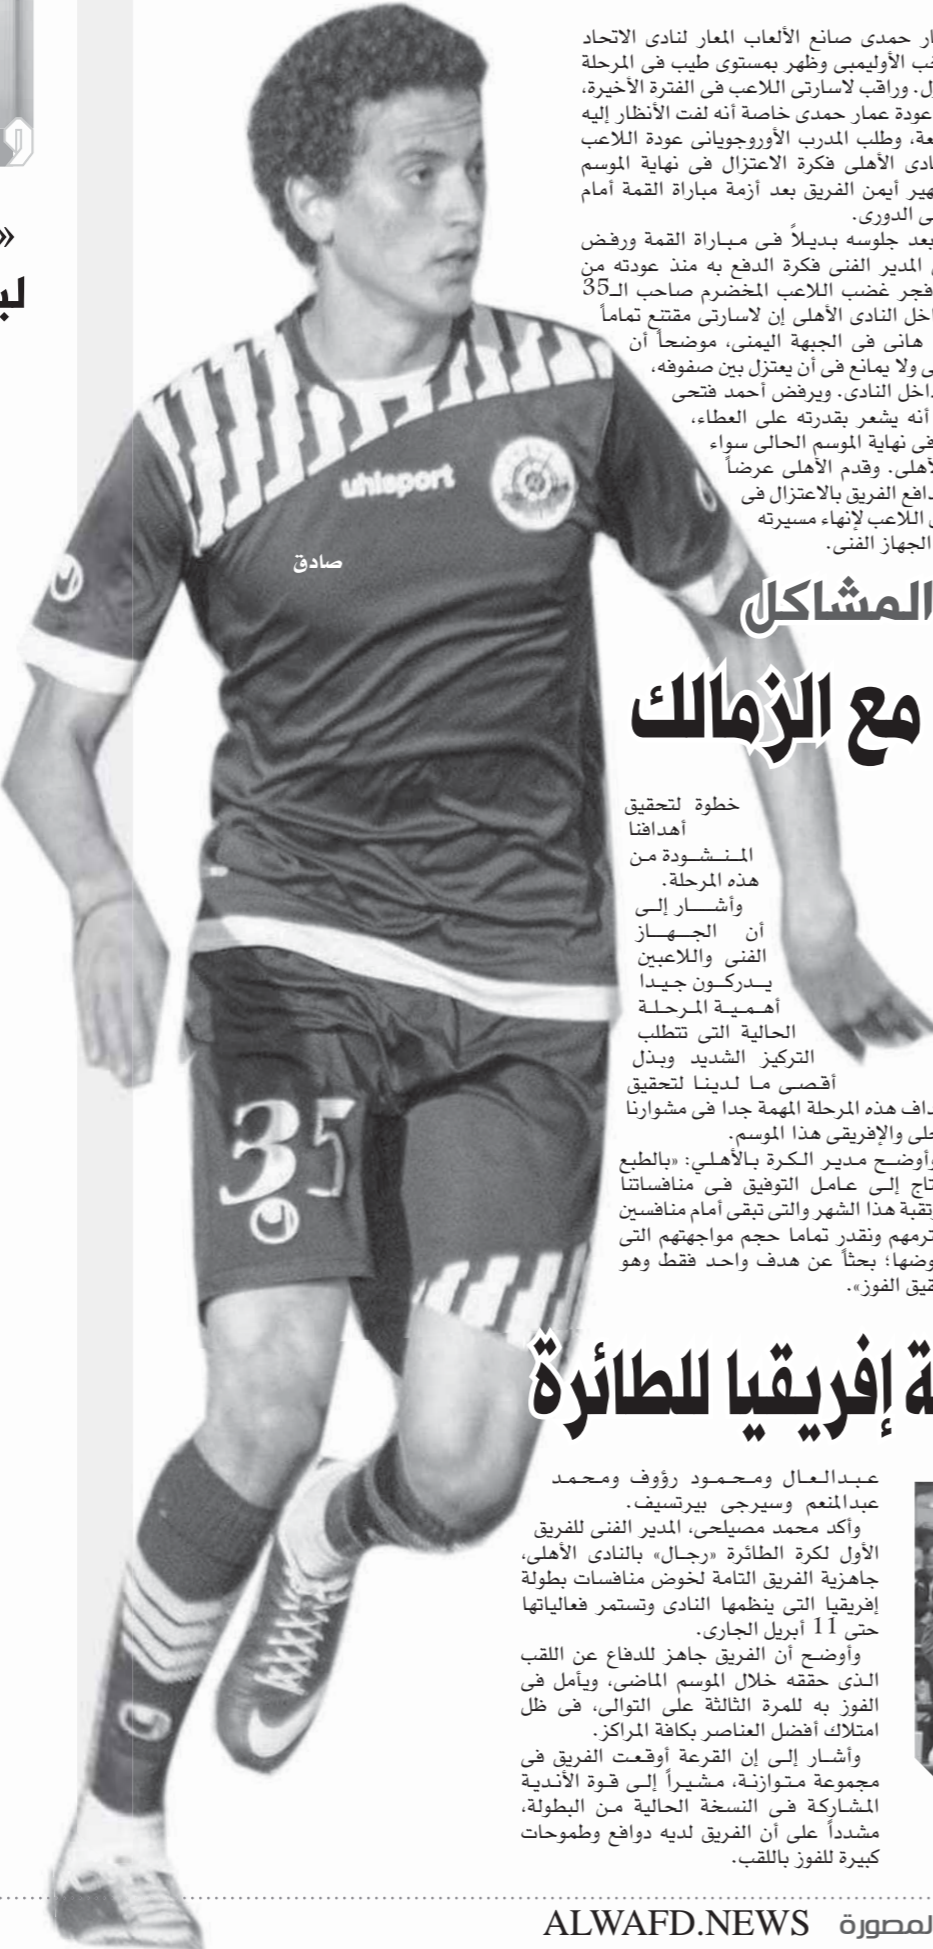 ار حمدى صانع الألعاب المعار لنادى الاتحاد
خب الأوليمبى وظهر بمستوى طيب فى المرحلة
ل. وراقب لاسارتى اللاعب فى الفترة الأخيرة،
عودة عمار حمدى خاصة أنه لفت الأنظار إليه
عة، وطلب المدرب الأوروجويانى عودة اللاعب
ادى الأهلى فكرة الاعتزال فى نهاية الموسم
هير أيمن الفريق بعد أزمة مباراة القمة أمام
ى الدورى.
بعد جلوسه بديلاً فى مباراة القمة ورفض
المدير الفنى فكرة الدفع به منذ عودته من
فجر غضب اللاعب المخضرم صاحب الـ35
اخل النادى الأهلى إن لاسارتى مقتنع تماماً
هانى فى الجبهة اليمنى، موضحاً أن
ى ولا يمانع فى أن يعتزل بين صفوفه،
داخل النادى. ويرفض أحمد فتحى
أنه يشعر بقدرته على العطاء،
فى نهاية الموسم الحالى سواء
لأهلى. وقدم الأهلى عرضاً
دافع الفريق بالاعتزال فى
اللاعب لإنهاء مسيرته
الجهاز الفنى.
»
لب
uhlsport
صادق
المشاكل
مع الزمالك
خطوة لتحقيق
أهدافنا
المنشودة من
هذه المرحلة.
وأشار إلى
أن الجهاز
الفنى واللاعبين
يدركون جيدا
أهمية المرحلة
الحالية التى تتطلب
التركيز الشديد وبذل
أقصى ما لدينا لتحقيق
داف هذه المرحلة المهمة جدا فى مشوارنا
حلى والإفريقى هذا الموسم.
وأوضح مدير الكرة بالأهلي: «بالطبع
تاج إلى عامل التوفيق فى منافساتنا
رتقبة هذا الشهر والتى تبقى أمام منافسين
ترمهم ونقدر تماما حجم مواجهتهم التى
وضها؛ بحثاً عن هدف واحد فقط وهو
قيق الفوز».
35
ة إفريقيا للطائرة
عبدالعال ومحمود رؤوف ومحمد
عبدالمنعم وسيرجى بيرتسيف.
وأكد محمد مصيلحى، المدير الفنى للفريق
الأول لكرة الطائرة «رجال» بالنادى الأهلى،
جاهزية الفريق التامة لخوض منافسات بطولة
إفريقيا التى ينظمها النادى وتستمر فعالياتها
حتى 11 أبريل الجارى.
وأوضح أن الفريق جاهز للدفاع عن اللقب
الذى حققه خلال الموسم الماضى، ويأمل فى
الفوز به للمرة الثالثة على التوالى، فى ظل
امتلاك أفضل العناصر بكافة المراكز.
وأشار إلى إن القرعة أوقعت الفريق فى
مجموعة متوازنة، مشيراً إلى قوة الأندية
المشاركة فى النسخة الحالية من البطولة،
مشدداً على أن الفريق لديه دوافع وطموحات
كبيرة للفوز باللقب.
لمصورة ALWAFD.NEWS